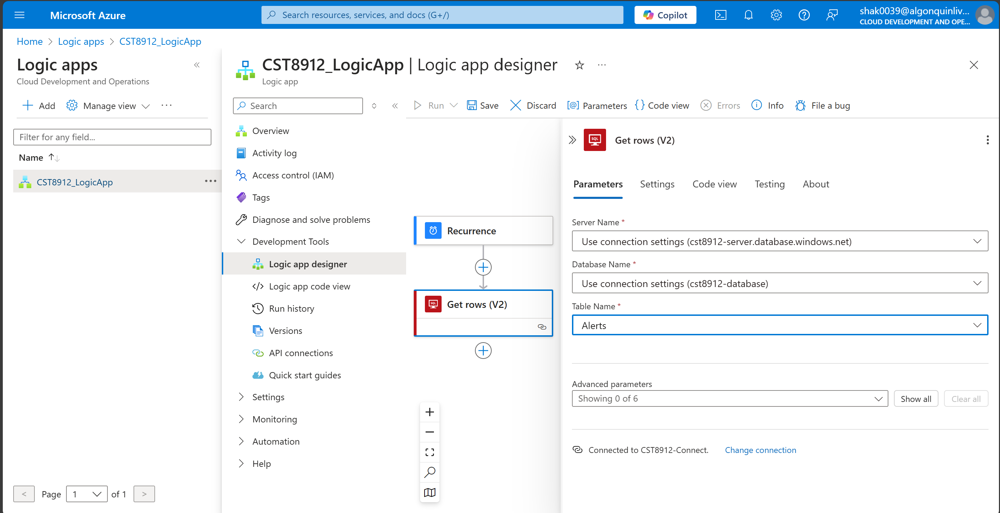 Microsoft Azure
Search resources, services, and docs (G+/)
Copilot
shak0039@algonquinliv...
CLOUD DEVELOPMENT AND OPE...
Home > Logic apps > CST8912_LogicApp
Logic apps
Cloud Development and Operations
Add
Manage view
Filter for any field...
Name
CST8912_LogicApp
Page 1 of 1
CST8912_LogicApp | Logic app designer
Logic app
Search
Overview
Activity log
Access control (IAM)
Tags
Diagnose and solve problems
Development Tools
Logic app designer
Logic app code view
Run history
Versions
API connections
Quick start guides
Settings
Monitoring
Automation
Help
Run
Save
Discard
Parameters
Code view
Errors
Info
File a bug
Recurrence
SQL
Get rows (V2)
SQL
Get rows (V2)
Parameters
Settings
Code view
Testing
About
Server Name *
Use connection settings (cst8912-server.database.windows.net)
Database Name *
Use connection settings (cst8912-database)
Table Name *
Alerts
Advanced parameters
Showing 0 of 6
Show all
Clear all
Connected to CST8912-Connect.
Change connection